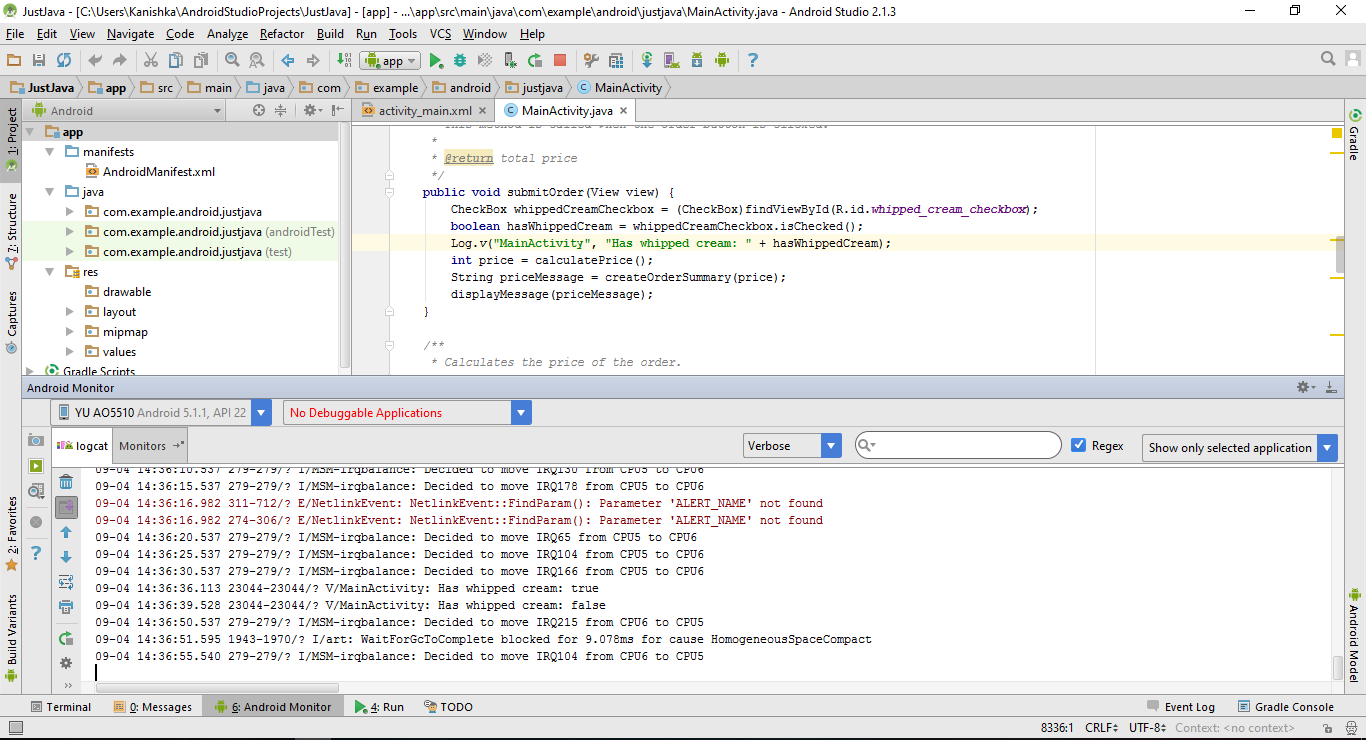 JustJava - [C:\Users\Kanishka\AndroidStudioProjects\JustJava] - [app] - ...\app\src\main\java\com\example\android\justjava\MainActivity.java - Android Studio 2.1.3
File Edit View Navigate Code Analyze Refactor Build Run Tools VCS Window Help
app
JustJava app src main java com example android justjava MainActivity
Android
activity_main.xml MainActivity.java
1: Project
7: Structure
Captures
2: Favorites
Build Variants
app
manifests
AndroidManifest.xml
java
com.example.android.justjava
com.example.android.justjava (androidTest)
com.example.android.justjava (test)
res
drawable
layout
mipmap
values
Gradle Scripts
* This method is called when the order button is clicked.
*
* @return total price
*/
public void submitOrder(View view) {
CheckBox whippedCreamCheckbox = (CheckBox)findViewById(R.id.whipped_cream_checkbox);
boolean hasWhippedCream = whippedCreamCheckbox.isChecked();
Log.v("MainActivity", "Has whipped cream: " + hasWhippedCream);
int price = calculatePrice();
String priceMessage = createOrderSummary(price);
displayMessage(priceMessage);
}
/**
* Calculates the price of the order.
Gradle
Android Model
Android Monitor
YU AO5510 Android 5.1.1, API 22 No Debuggable Applications
logcat Monitors Verbose Regex Show only selected application
09-04 14:36:10.537 279-279/? I/MSM-irqbalance: Decided to move IRQ130 from CPU5 to CPU6
09-04 14:36:15.537 279-279/? I/MSM-irqbalance: Decided to move IRQ178 from CPU5 to CPU6
09-04 14:36:16.982 311-712/? E/NetlinkEvent: NetlinkEvent::FindParam(): Parameter 'ALERT_NAME' not found
09-04 14:36:16.982 274-306/? E/NetlinkEvent: NetlinkEvent::FindParam(): Parameter 'ALERT_NAME' not found
09-04 14:36:20.537 279-279/? I/MSM-irqbalance: Decided to move IRQ65 from CPU5 to CPU6
09-04 14:36:25.537 279-279/? I/MSM-irqbalance: Decided to move IRQ104 from CPU5 to CPU6
09-04 14:36:30.537 279-279/? I/MSM-irqbalance: Decided to move IRQ166 from CPU5 to CPU6
09-04 14:36:36.113 23044-23044/? V/MainActivity: Has whipped cream: true
09-04 14:36:39.528 23044-23044/? V/MainActivity: Has whipped cream: false
09-04 14:36:50.537 279-279/? I/MSM-irqbalance: Decided to move IRQ215 from CPU6 to CPU5
09-04 14:36:51.595 1943-1970/? I/art: WaitForGcToComplete blocked for 9.078ms for cause HomogeneousSpaceCompact
09-04 14:36:55.540 279-279/? I/MSM-irqbalance: Decided to move IRQ104 from CPU6 to CPU5
Terminal 0: Messages 6: Android Monitor 4: Run TODO Event Log Gradle Console
8336:1 CRLF UTF-8 Context: <no context>